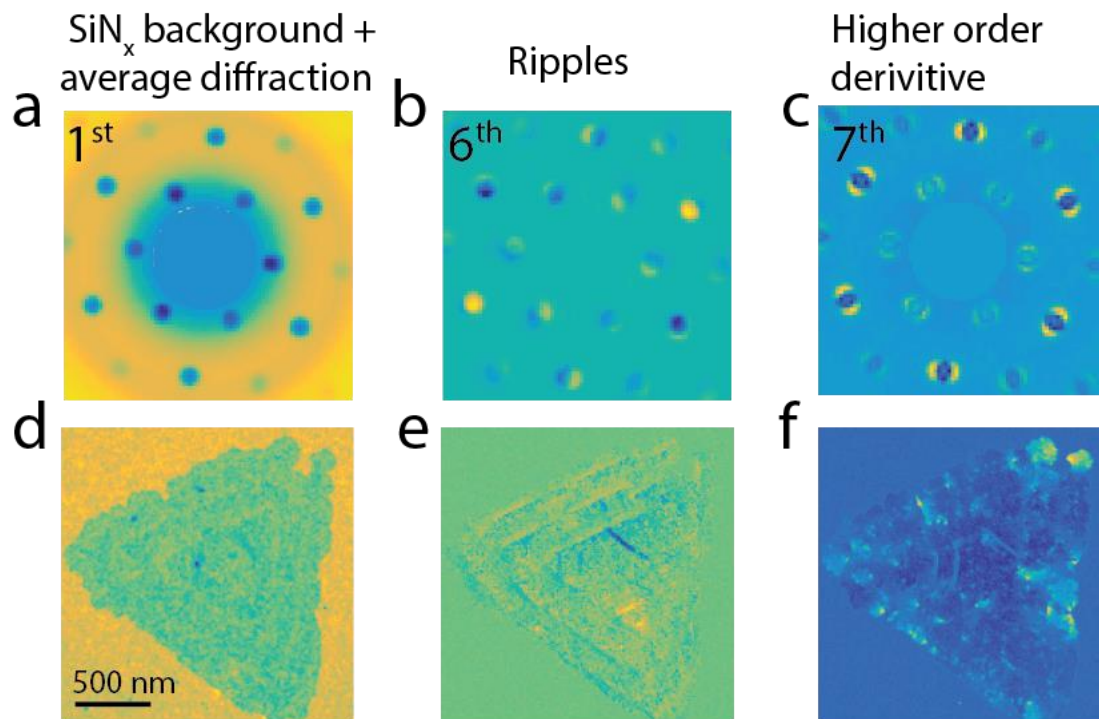 SiNx background +
average diffraction
Ripples
Higher order
derivitive
a
1st
b
6th
c
7th
d
500 nm
e
f